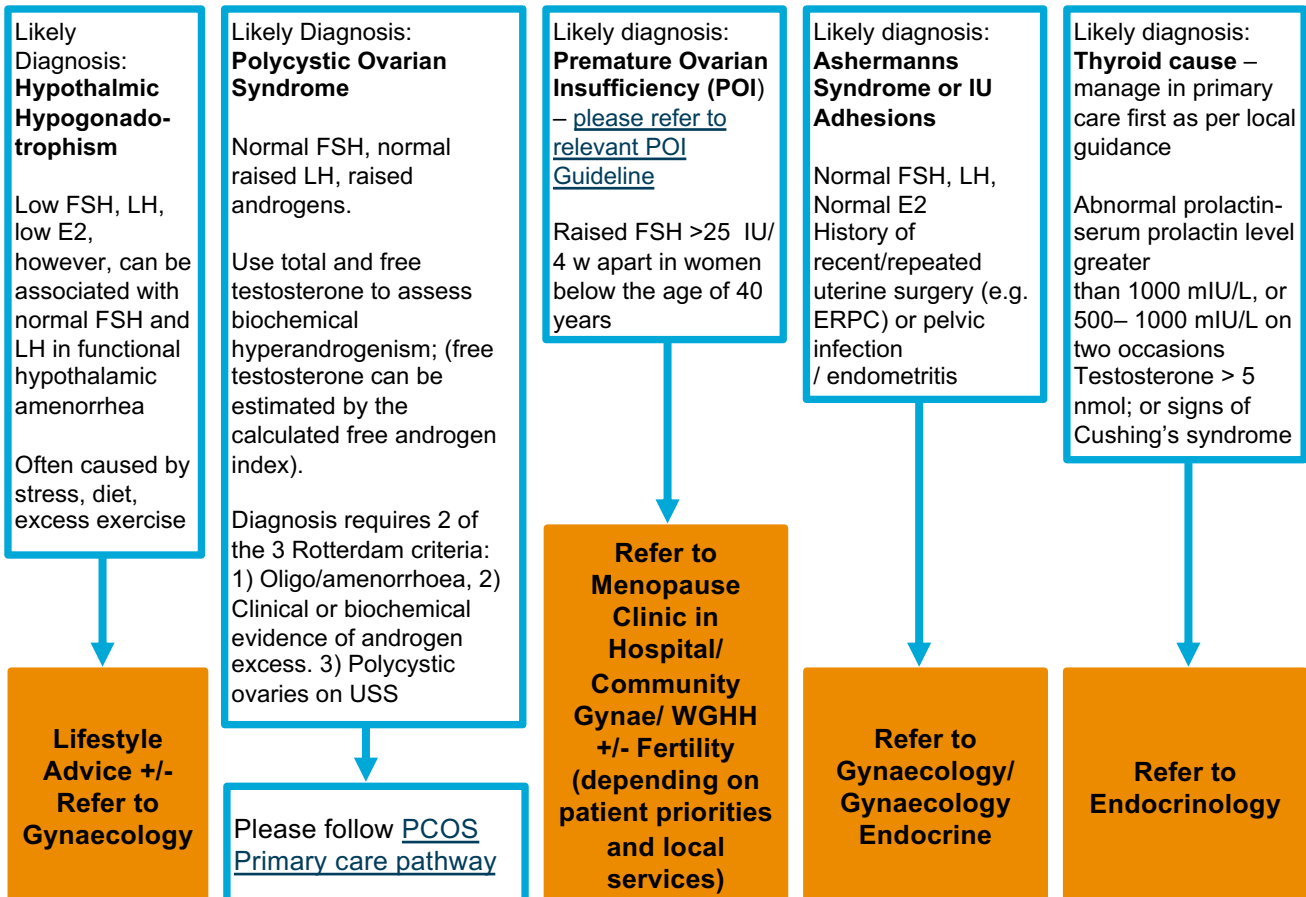 Likely
Diagnosis:
Hypothalmic
Hypogonado-
trophism
Low FSH, LH,
low E2,
however, can be
associated with
normal FSH and
LH in functional
hypothalamic
amenorrhea
Often caused by
stress, diet,
excess exercise
Lifestyle
Advice +/-
Refer to
Gynaecology
Likely Diagnosis:
Polycystic Ovarian
Syndrome
Normal FSH, normal
raised LH, raised
androgens.
Use total and free
testosterone to assess
biochemical
hyperandrogenism; (free
testosterone can be
estimated by the
calculated free androgen
index).
Diagnosis requires 2 of
the 3 Rotterdam criteria:
1) Oligo/amenorrhoea, 2)
Clinical or biochemical
evidence of androgen
excess. 3) Polycystic
ovaries on USS
Please follow PCOS
Primary care pathway
Likely diagnosis:
Premature Ovarian
Insufficiency (POI)
– please refer to
relevant POI
Guideline
Raised FSH >25 IU/
4 w apart in women
below the age of 40
years
Refer to
Menopause
Clinic in
Hospital/
Community
Gynae/ WGHH
+/- Fertility
(depending on
patient priorities
and local
services)
Likely diagnosis:
Ashermanns
Syndrome or IU
Adhesions
Normal FSH, LH,
Normal E2
History of
recent/repeated
uterine surgery (e.g.
ERPC) or pelvic
infection
/ endometritis
Refer to
Gynaecology/
Gynaecology
Endocrine
Likely diagnosis:
Thyroid cause –
manage in primary
care first as per local
guidance
Abnormal prolactin-
serum prolactin level
greater
than 1000 mIU/L, or
500– 1000 mIU/L on
two occasions
Testosterone > 5
nmol; or signs of
Cushing’s syndrome
Refer to
Endocrinology